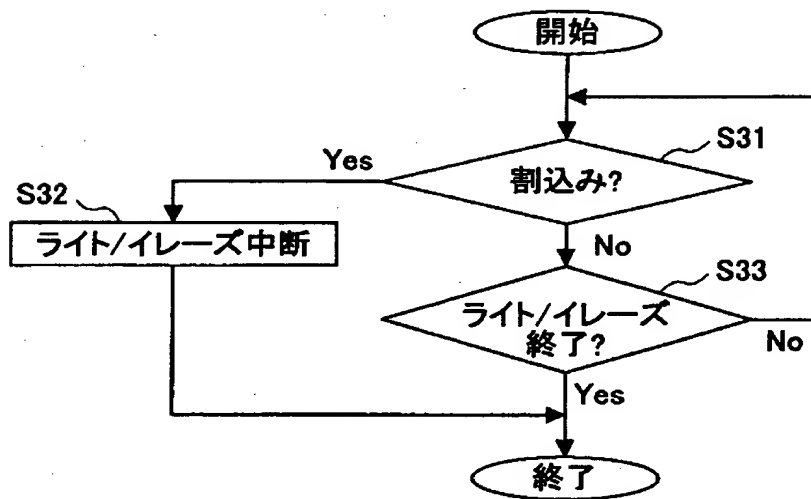 開始
S31
Yes
割込み?
S32
ライト/イレーズ中断
No
S33
ライト/イレーズ
終了?
No
Yes
終了